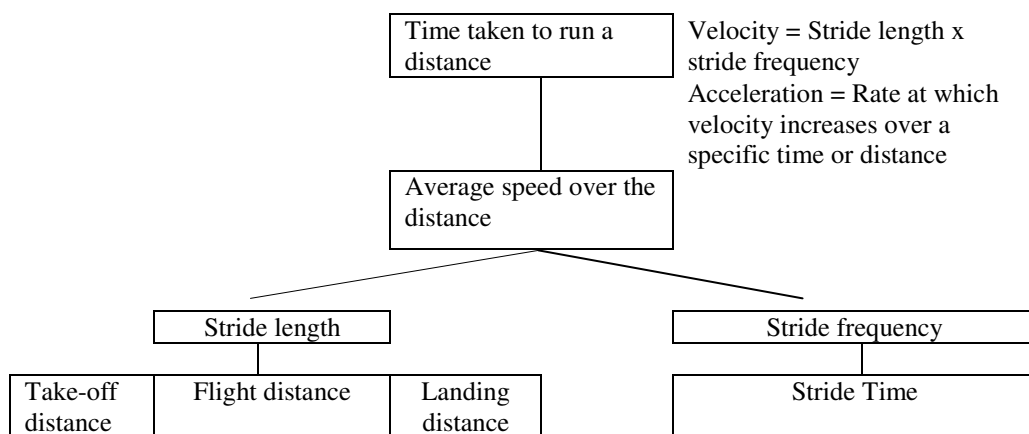 Time taken to run a
distance
Velocity = Stride length x
stride frequency
Acceleration = Rate at which
velocity increases over a
specific time or distance
Average speed over the
distance
Stride length
Stride frequency
Take-off
distance
Flight distance
Landing
distance
Stride Time